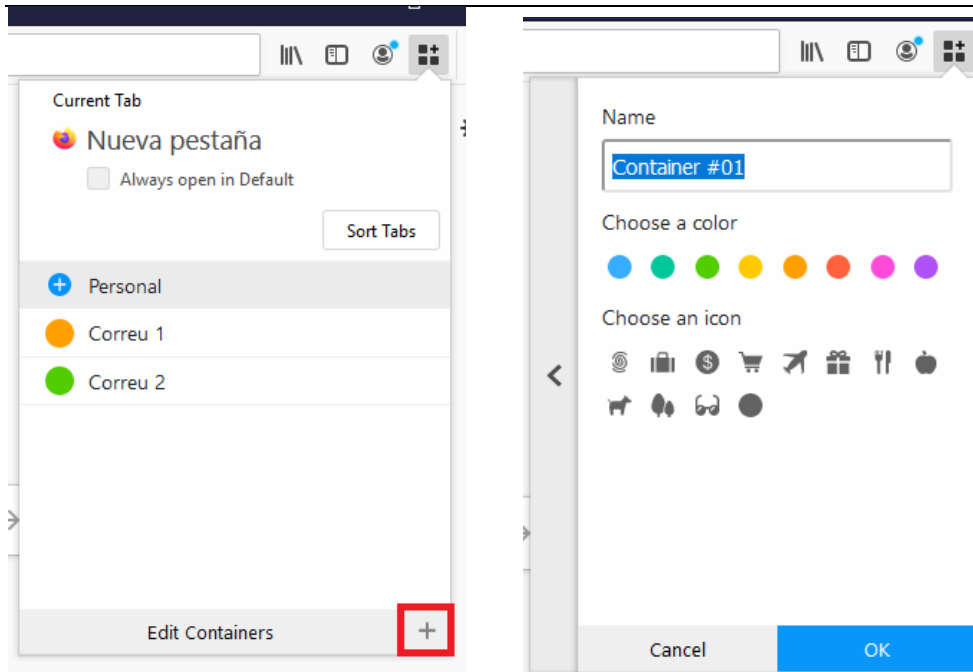 Current Tab
Nueva pestaña
Always open in Default
Sort Tabs
Personal
Correu 1
Correu 2
Edit Containers
Name
Container #01
Choose a color
Choose an icon
Cancel
OK